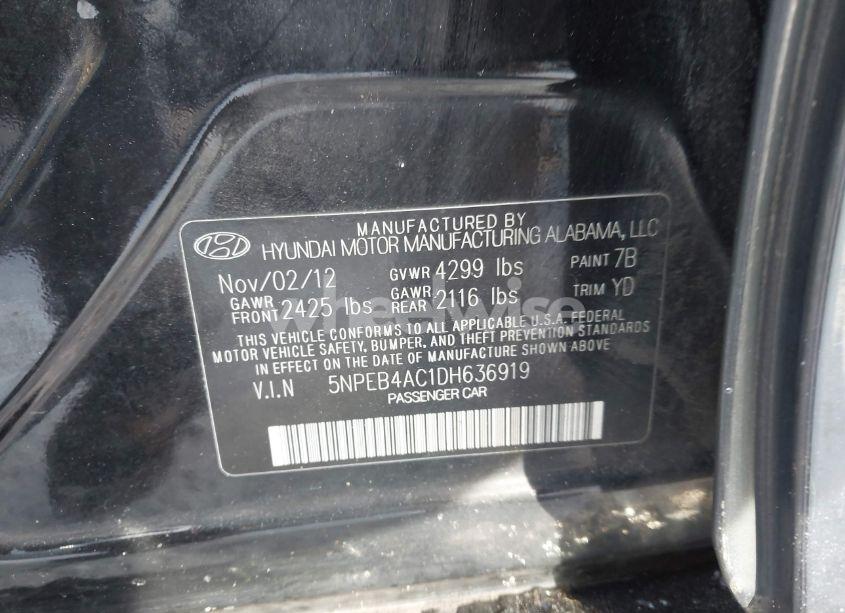 MANUFACTURED BY
HYUNDAI MOTOR MANUFACTURING ALABAMA, LLC
Nov/02/12 GVWR 4299 lbs PAINT 7B
GAWR FRONT 2425 lbs GAWR REAR 2116 lbs TRIM YD
THIS VEHICLE CONFORMS TO ALL APPLICABLE U.S.A. FEDERAL
MOTOR VEHICLE SAFETY, BUMPER, AND THEFT PREVENTION STANDARDS
IN EFFECT ON THE DATE OF MANUFACTURE SHOWN ABOVE
V.I.N 5NPEB4AC1DH636919
PASSENGER CAR